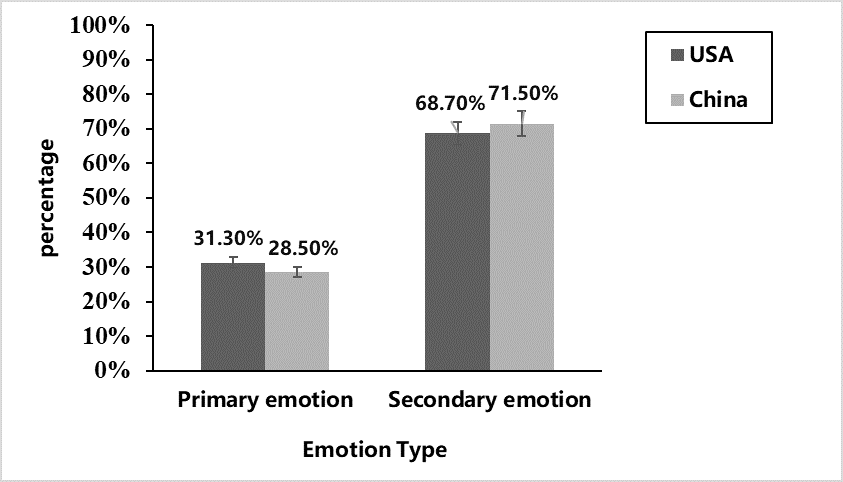 100%
90%
80%
70%
60%
50%
40%
30%
20%
10%
0%
percentage
31.30%
28.50%
68.70%
71.50%
Primary emotion
Secondary emotion
Emotion Type
USA
China